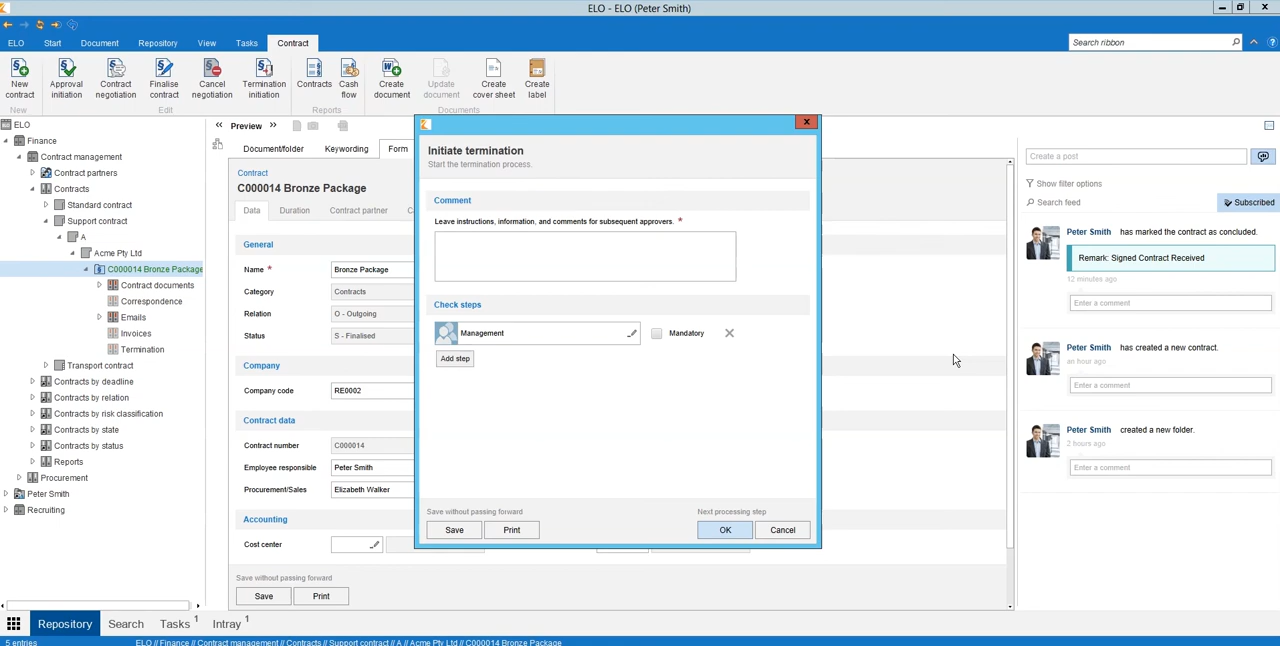 ELO - ELO (Peter Smith)
ELO Start Document Repository View Tasks Contract
Search ribbon
New contract
Approval initiation
Contract negotiation
Finalise contract
Cancel negotiation
Termination initiation
Contracts
Cash flow
Create document
Update document
Create cover sheet
Create label
New
Edit
Reports
Documents
ELO
Finance
Contract management
Contract partners
Contracts
Standard contract
Support contract
A
Acme Pty Ltd
C000014 Bronze Package
Contract documents
Correspondence
Emails
Invoices
Termination
Transport contract
Contracts by deadline
Contracts by relation
Contracts by risk classification
Contracts by state
Contracts by status
Reports
Procurement
Peter Smith
Recruiting
Preview
Document/folder Keywording Form
Contract
C000014 Bronze Package
Data Duration Contract partner
General
Name *
Bronze Package
Category
Contracts
Relation
O - Outgoing
Status
S - Finalised
Company
Company code
RE0002
Contract data
Contract number
C000014
Employee responsible
Peter Smith
Procurement/Sales
Elizabeth Walker
Accounting
Cost center
Save without passing forward
Save Print
Initiate termination
Start the termination process.
Comment
Leave instructions, information, and comments for subsequent approvers. *
Check steps
Management
Mandatory
Add step
Save without passing forward
Next processing step
Save Print OK Cancel
Create a post
Show filter options
Search feed
Subscribed
Peter Smith has marked the contract as concluded.
Remark: Signed Contract Received
12 minutes ago
Enter a comment
Peter Smith has created a new contract.
an hour ago
Enter a comment
Peter Smith created a new folder.
2 hours ago
Enter a comment
Repository Search Tasks 1 Intray 1
5 entries
ELO // Finance // Contract management // Contracts // Support contract // A // Acme Pty Ltd // C000014 Bronze Package